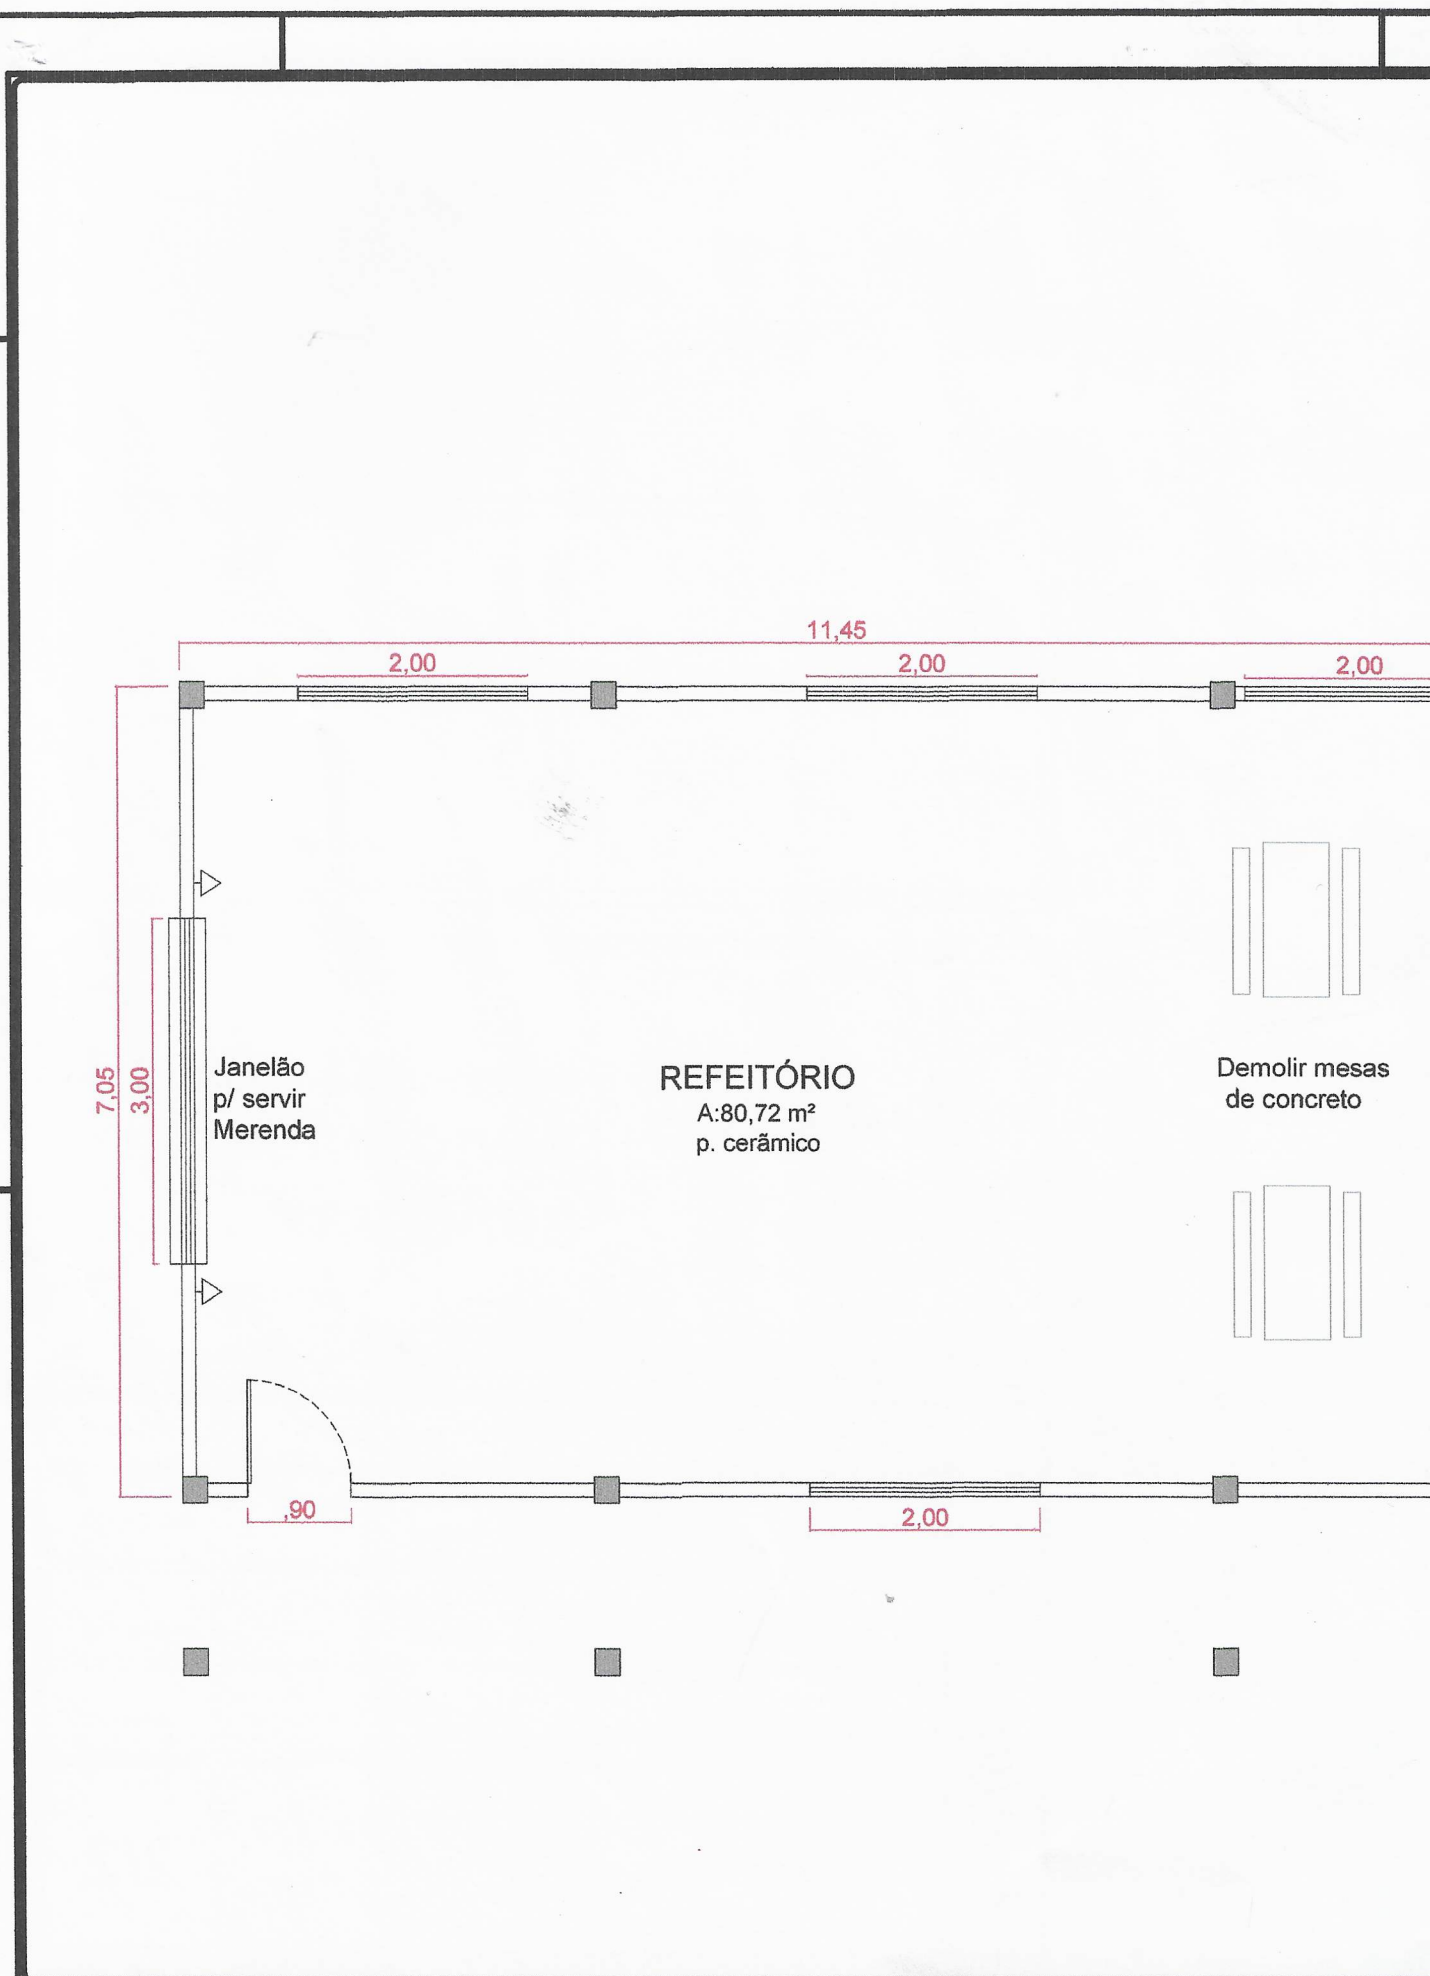 11,45
2,00
2,00
2,00
7,05
3,00
Janelão
p/ servir
Merenda
REFEITÓRIO
A:80,72 m²
p. cerãmico
Demolir mesas
de concreto
,90
2,00